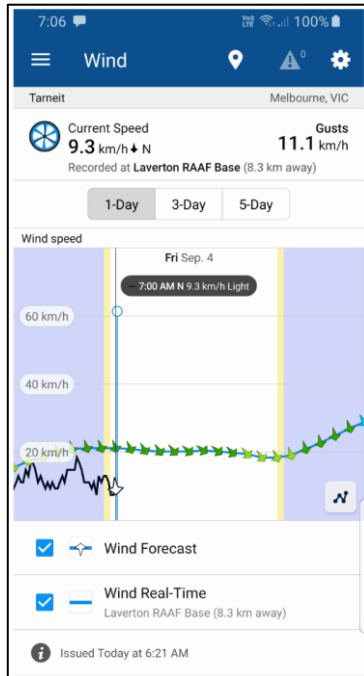 7:06 100%
Wind 0
Tarneit Melbourne, VIC
Current Speed Gusts
9.3 km/h N 11.1 km/h
Recorded at Laverton RAAF Base (8.3 km away)
1-Day 3-Day 5-Day
Wind speed
Fri Sep. 4
7:00 AM N 9.3 km/h Light
60 km/h
40 km/h
20 km/h
Wind Forecast
Wind Real-Time
Laverton RAAF Base (8.3 km away)
Issued Today at 6:21 AM